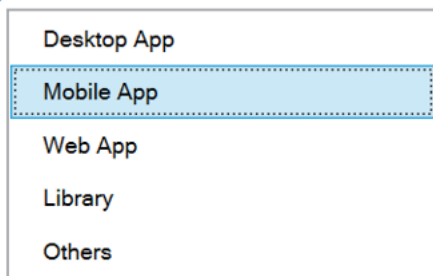 Desktop App
Mobile App
Web App
Library
Others